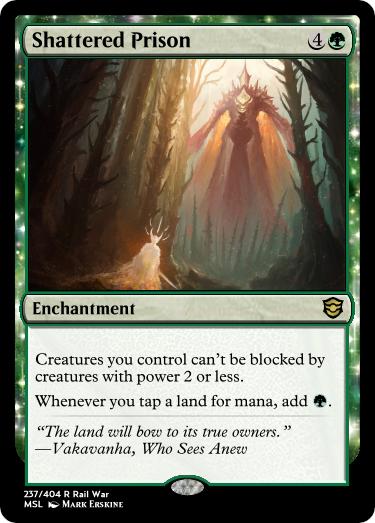 Shattered Prison 4
Enchantment
Creatures you control can't be blocked by
creatures with power 2 or less.
Whenever you tap a land for mana, add .
"The land will bow to its true owners."
—Vakavanha, Who Sees Anew
237/404 R Rail War
MSL Mark Erskine